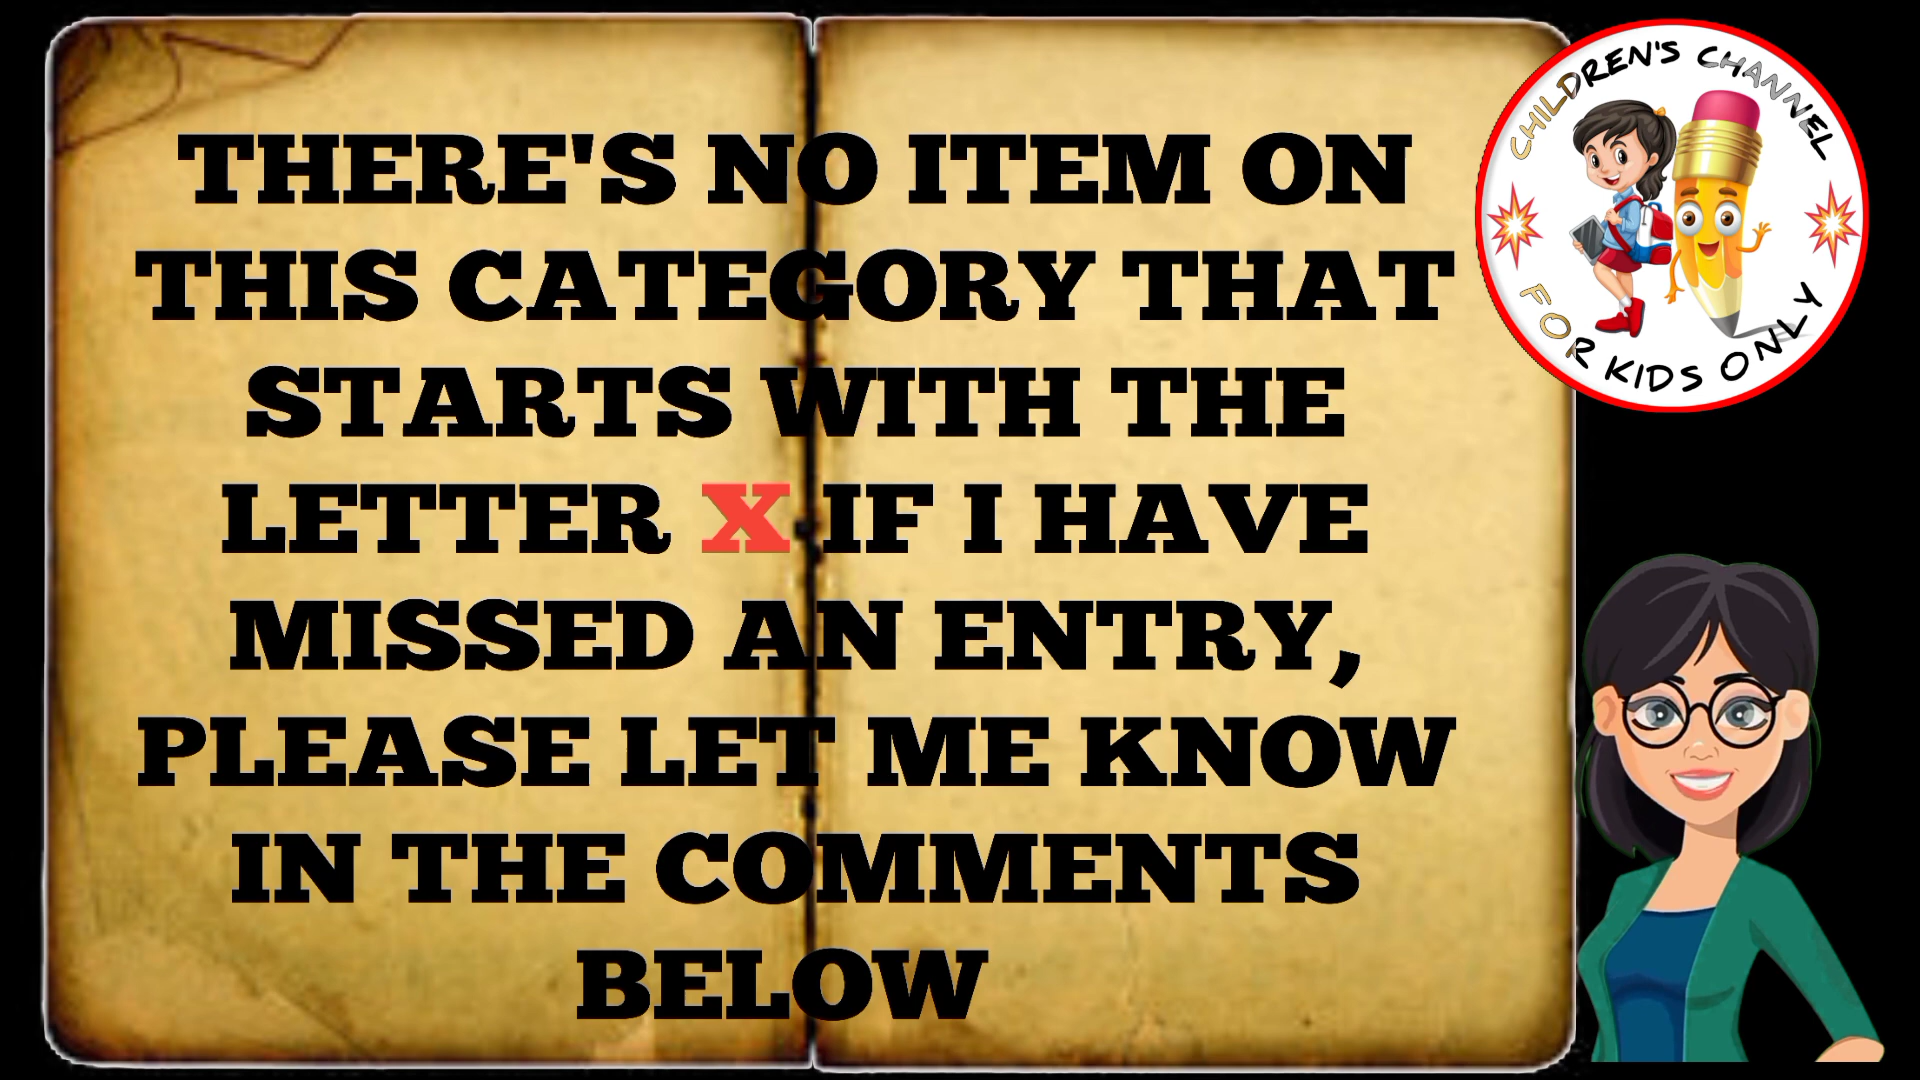 THERE'S NO ITEM ON
THIS CATEGORY THAT
STARTS WITH THE
LETTER X IF I HAVE
MISSED AN ENTRY,
PLEASE LET ME KNOW
IN THE COMMENTS
BELOW
CHILDREN'S CHANNEL
FOR KIDS ONLY